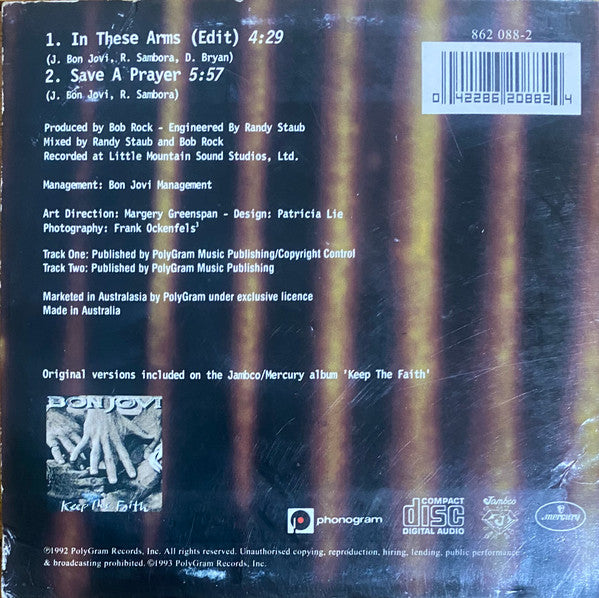 1. In These Arms (Edit) 4:29
(J. Bon Jovi, R. Sambora, D. Bryan)
2. Save A Prayer 5:57
(J. Bon Jovi, R. Sambora)
862 088-2
0 42286 20882 4
Produced by Bob Rock - Engineered By Randy Staub
Mixed by Randy Staub and Bob Rock
Recorded at Little Mountain Sound Studios, Ltd.
Management: Bon Jovi Management
Art Direction: Margery Greenspan - Design: Patricia Lie
Photography: Frank Ockenfels³
Track One: Published by PolyGram Music Publishing/Copyright Control
Track Two: Published by PolyGram Music Publishing
Marketed in Australasia by PolyGram under exclusive licence
Made in Australia
Original versions included on the Jambco/Mercury album 'Keep The Faith'
BON JOVI
Keep The Faith
phonogram
COMPACT
disc
DIGITAL AUDIO
Jambco
mercury
℗1992 PolyGram Records, Inc. All rights reserved. Unauthorised copying, reproduction, hiring, lending, public performance
& broadcasting prohibited. ©1993 PolyGram Records, Inc.